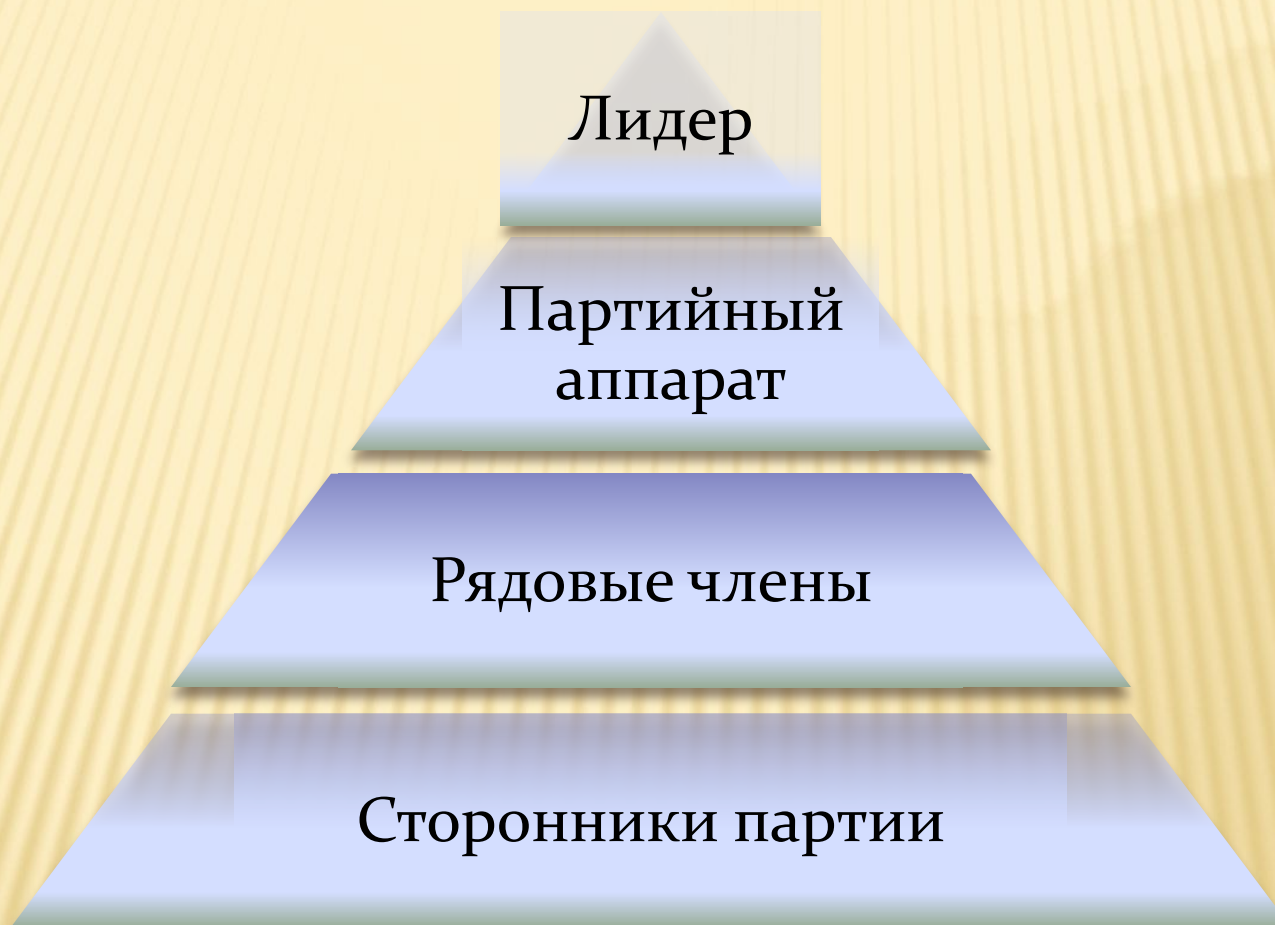 Лидер
Партийный
аппарат
Рядовые члены
Сторонники партии